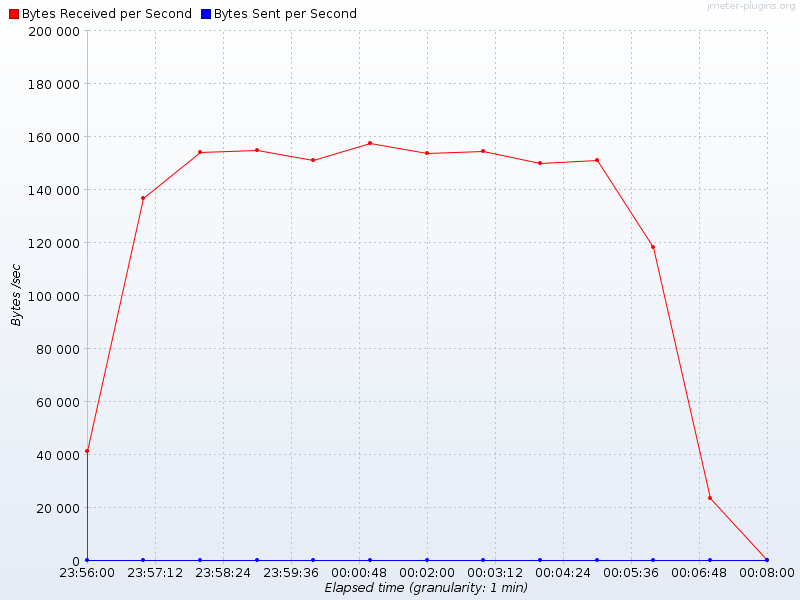 jmeter-plugins.org
Bytes Received per Second Bytes Sent per Second
200 000
180 000
160 000
140 000
120 000
100 000
80 000
60 000
40 000
20 000
0
Bytes /sec
23:56:00 23:57:12 23:58:24 23:59:36 00:00:48 00:02:00 00:03:12 00:04:24 00:05:36 00:06:48 00:08:00
Elapsed time (granularity: 1 min)